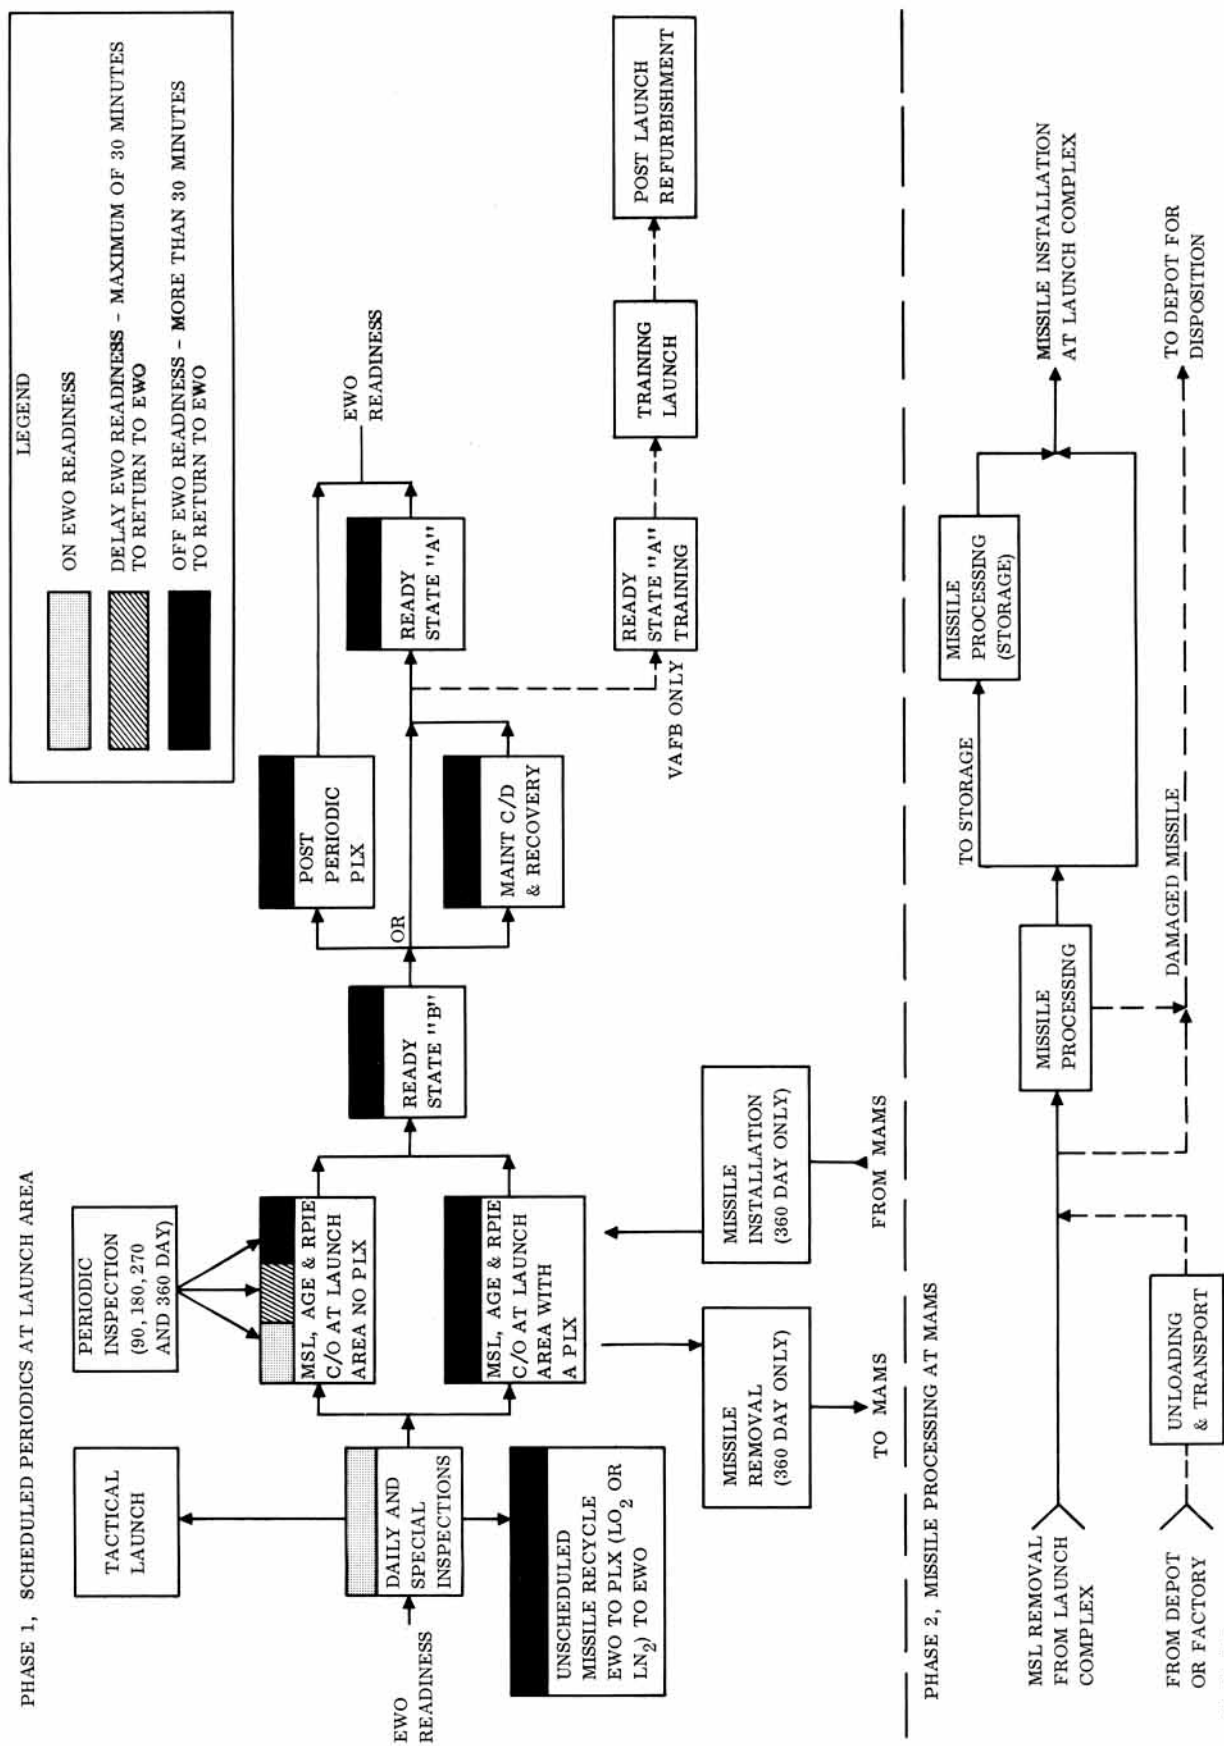 PHASE 1, SCHEDULED PERIODICS AT LAUNCH AREA
LEGEND
ON EWO READINESS
DELAY EWO READINESS - MAXIMUM OF 30 MINUTES
TO RETURN TO EWO
OFF EWO READINESS - MORE THAN 30 MINUTES
TO RETURN TO EWO
TACTICAL
LAUNCH
PERIODIC
INSPECTION
(90, 180, 270
AND 360 DAY)
EWO
READINESS
DAILY AND
SPECIAL
INSPECTIONS
UNSCHEDULED
MISSILE RECYCLE
EWO TO PLX (LO2 OR
LN2) TO EWO
MSL, AGE & RPIE
C/O AT LAUNCH
AREA NO PLX
MSL, AGE & RPIE
C/O AT LAUNCH
AREA WITH
A PLX
MISSILE
REMOVAL
(360 DAY ONLY)
TO MAMS
MISSILE
INSTALLATION
(360 DAY ONLY)
FROM MAMS
READY
STATE "B"
OR
POST
PERIODIC
PLX
MAINT C/D
& RECOVERY
READY
STATE "A"
EWO
READINESS
VAFB ONLY
READY
STATE "A"
TRAINING
TRAINING
LAUNCH
POST LAUNCH
REFURBISHMENT
PHASE 2, MISSILE PROCESSING AT MAMS
MSL REMOVAL
FROM LAUNCH
COMPLEX
FROM DEPOT
OR FACTORY
UNLOADING
& TRANSPORT
MISSILE
PROCESSING
TO STORAGE
DAMAGED MISSILE
MISSILE
PROCESSING
(STORAGE)
MISSILE INSTALLATION
AT LAUNCH COMPLEX
TO DEPOT FOR
DISPOSITION